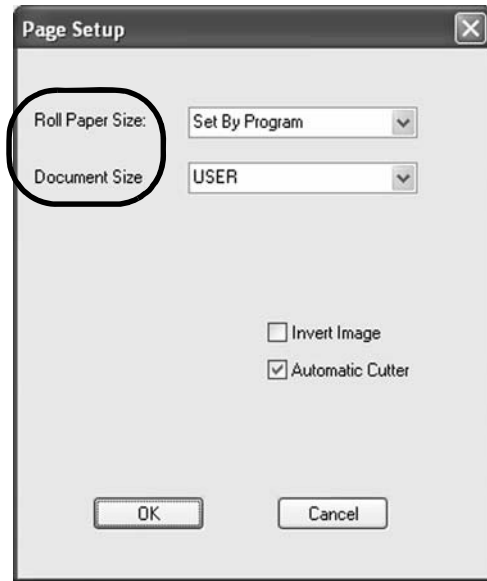 Page Setup
Roll Paper Size: Set By Program
Document Size USER
Invert Image
Automatic Cutter
OK Cancel